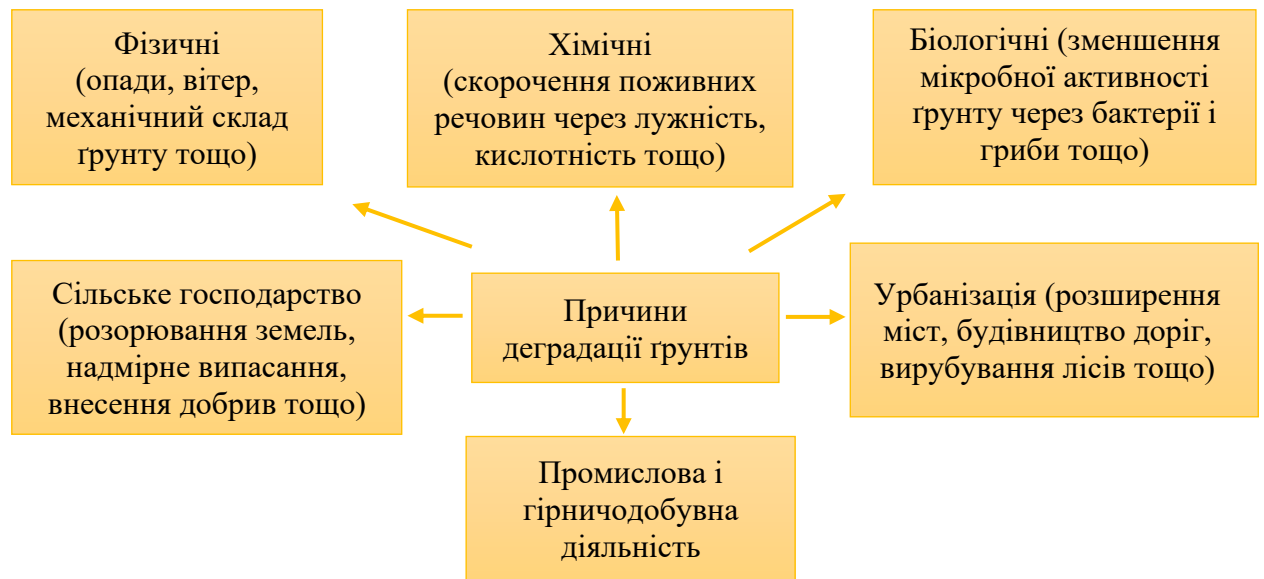 Фізичні
(опади, вітер,
механічний склад
ґрунту тощо)
Хімічні
(скорочення поживних
речовин через лужність,
кислотність тощо)
Біологічні (зменшення
мікробної активності
ґрунту через бактерії і
гриби тощо)
Сільське господарство
(розорювання земель,
надмірне випасання,
внесення добрив тощо)
Причини
деградації ґрунтів
Урбанізація (розширення
міст, будівництво доріг,
вирубування лісів тощо)
Промислова і
гірничодобувна
діяльність